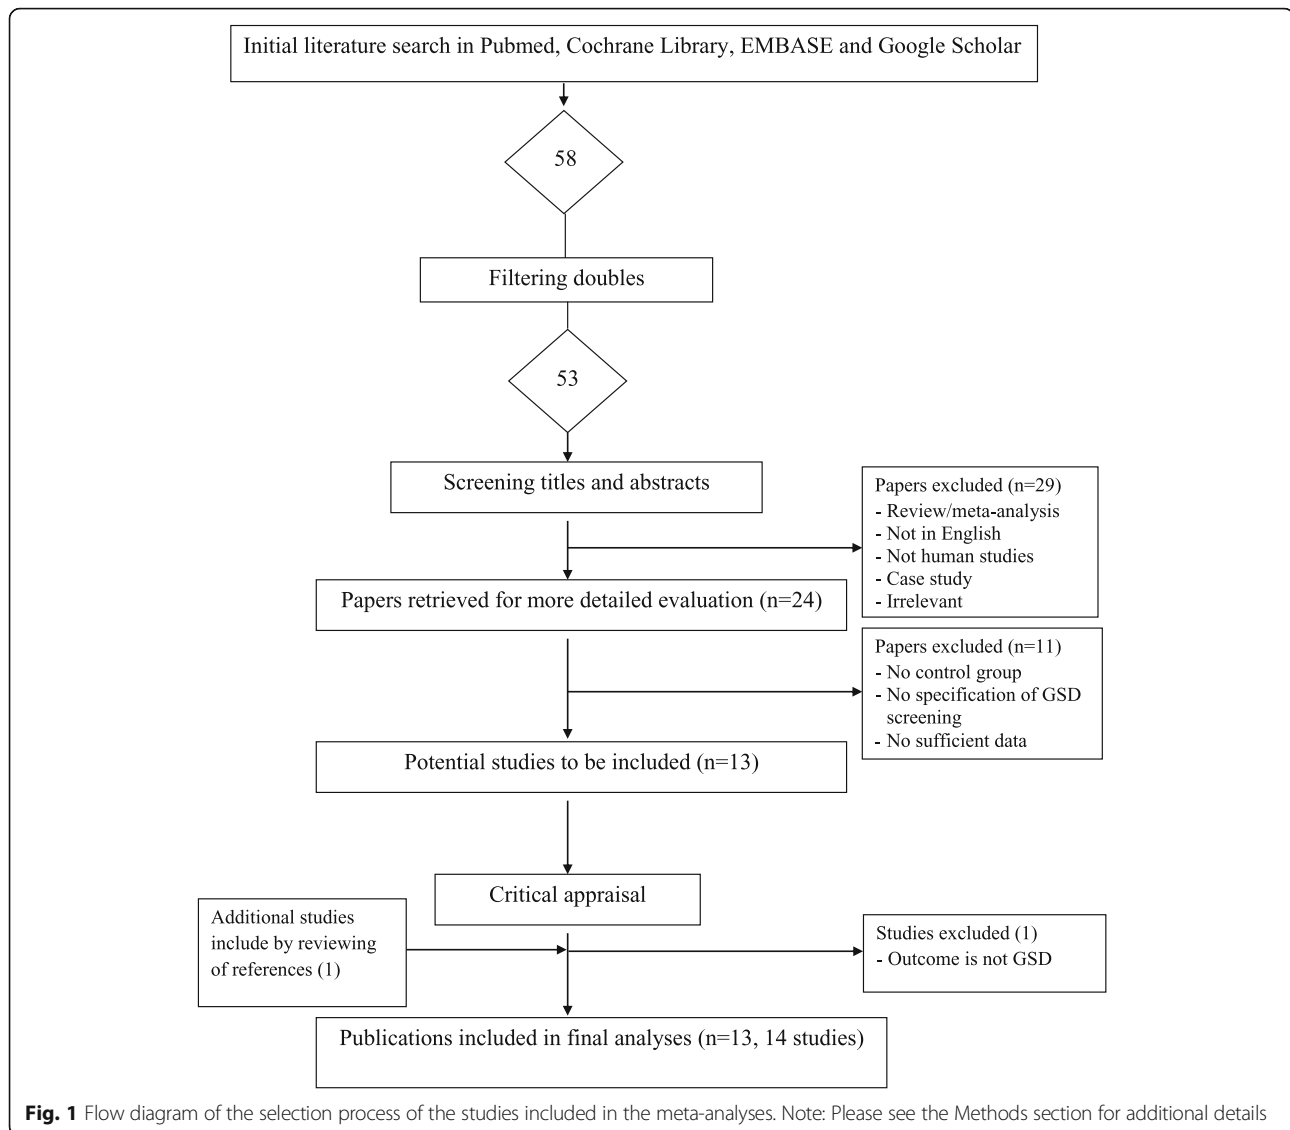 Initial literature search in Pubmed, Cochrane Library, EMBASE and Google Scholar
58
Filtering doubles
53
Screening titles and abstracts
Papers excluded (n=29)
- Review/meta-analysis
- Not in English
- Not human studies
- Case study
- Irrelevant
Papers retrieved for more detailed evaluation (n=24)
Papers excluded (n=11)
- No control group
- No specification of GSD
screening
- No sufficient data
Potential studies to be included (n=13)
Critical appraisal
Additional studies
include by reviewing
of references (1)
Studies excluded (1)
- Outcome is not GSD
Publications included in final analyses (n=13, 14 studies)
Fig. 1 Flow diagram of the selection process of the studies included in the meta-analyses. Note: Please see the Methods section for additional details